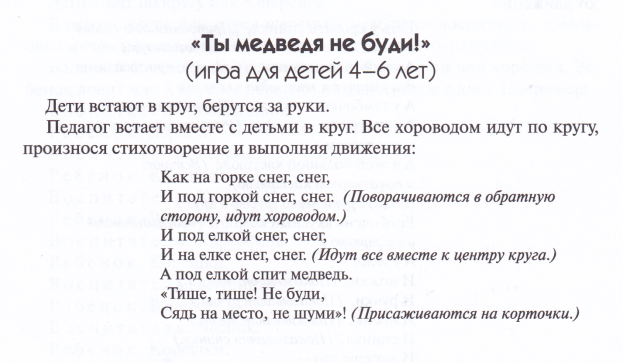 «Ты медведя не буди!»
(игра для детей 4–6 лет)
Дети встают в круг, берутся за руки.
Педагог встает вместе с детьми в круг. Все хороводом идут по кругу,
произнося стихотворение и выполняя движения:
Как на горке снег, снег,
И под горкой снег, снег. (Поворачиваются в обратную
сторону, идут хороводом.)
И под елкой снег, снег,
И на елке снег, снег. (Идут все вместе к центру круга.)
А под елкой спит медведь.
«Тише, тише! Не буди,
Сядь на место, не шуми»! (Присаживаются на корточки.)